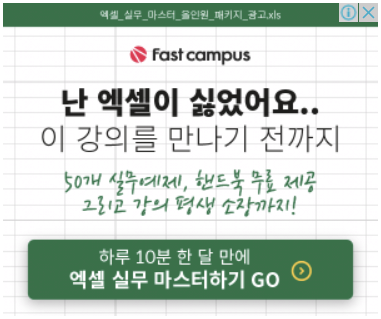 엑셀_실무_마스터_올인원_패키지_광고.xls
Fast campus
난 엑셀이 싫었어요..
이 강의를 만나기 전까지
50개 실무예제, 핸드북 무료 제공
그리고 강의 평생 소장까지!
하루 10분 한 달 만에
엑셀 실무 마스터하기 GO